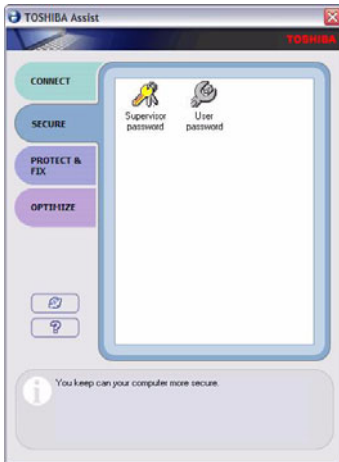 TOSHIBA Assist
TOSHIBA
CONNECT
SECURE
PROTECT &
FIX
OPTIMIZE
Supervisor
password
User
password
?
You keep can your computer more secure.